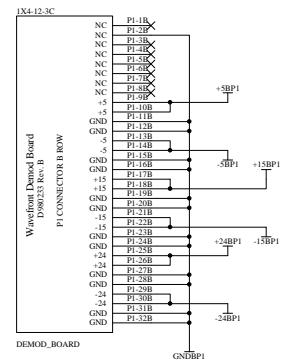 1X4-12-3C
NC P1-1B
NC P1-2B
NC P1-3B
NC P1-4B
NC P1-5B
NC P1-6B
NC P1-7B
NC P1-8B
+5 P1-9B +5BP1
+5 P1-10B
GND P1-11B
GND P1-12B
-5 P1-13B
-5 P1-14B
GND P1-15B
GND P1-16B -5BP1 +15BP1
+15 P1-17B
+15 P1-18B
GND P1-19B
GND P1-20B
-15 P1-21B
-15 P1-22B
GND P1-23B -15BP1
GND P1-24B +24BP1
+24 P1-25B
+24 P1-26B
GND P1-27B
GND P1-28B
-24 P1-29B
-24 P1-30B
GND P1-31B -24BP1
GND P1-32B
Wavefront Demod Board
D980233 Rev. B
P1 CONNECTOR B ROW
DEMOD_BOARD
GNDBP1